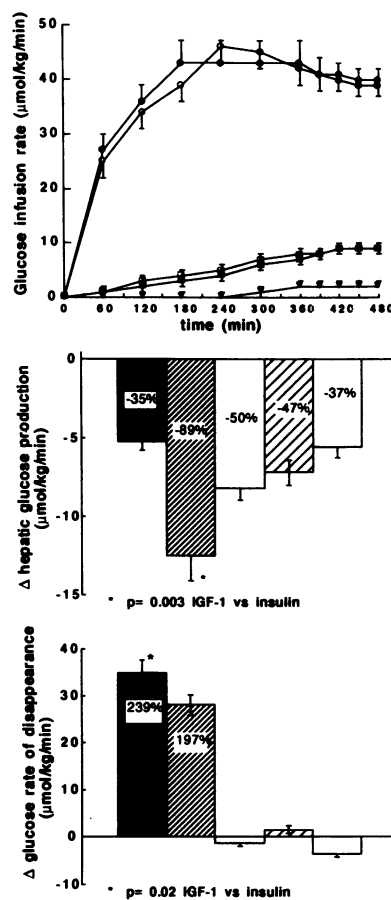 Glucose infusion rate (µmol/kg/min)
50
40
30
20
10
0
0 60 120 180 240 300 360 420 480
time (min)
Δ hepatic glucose production
(µmol/kg/min)
0
-5
-10
-15
-35%
-89%
-50%
-47%
-37%
*
* p= 0.003 IGF-1 vs insulin
Δ glucose rate of disappearance
(µmol/kg/min)
40
30
20
10
0
-10
*
239%
197%
* p= 0.02 IGF-1 vs insulin